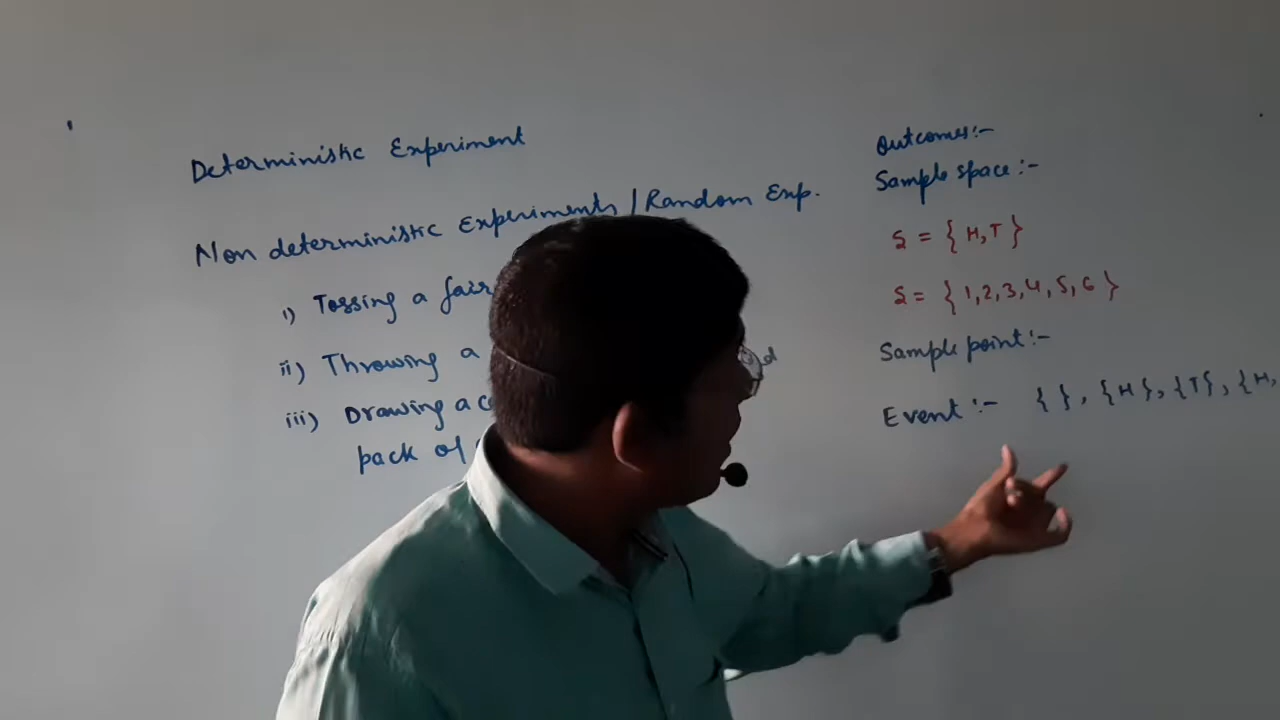 Deterministic Experiment
Non deterministic Experiments / Random Exp.
i) Tossing a fair
ii) Throwing a
iii) Drawing a
pack of
Outcomes:-
Sample space:-
S = { H, T }
S = { 1, 2, 3, 4, 5, 6 }
Sample point:-
Event:- { }, { H }, { T }, { H,